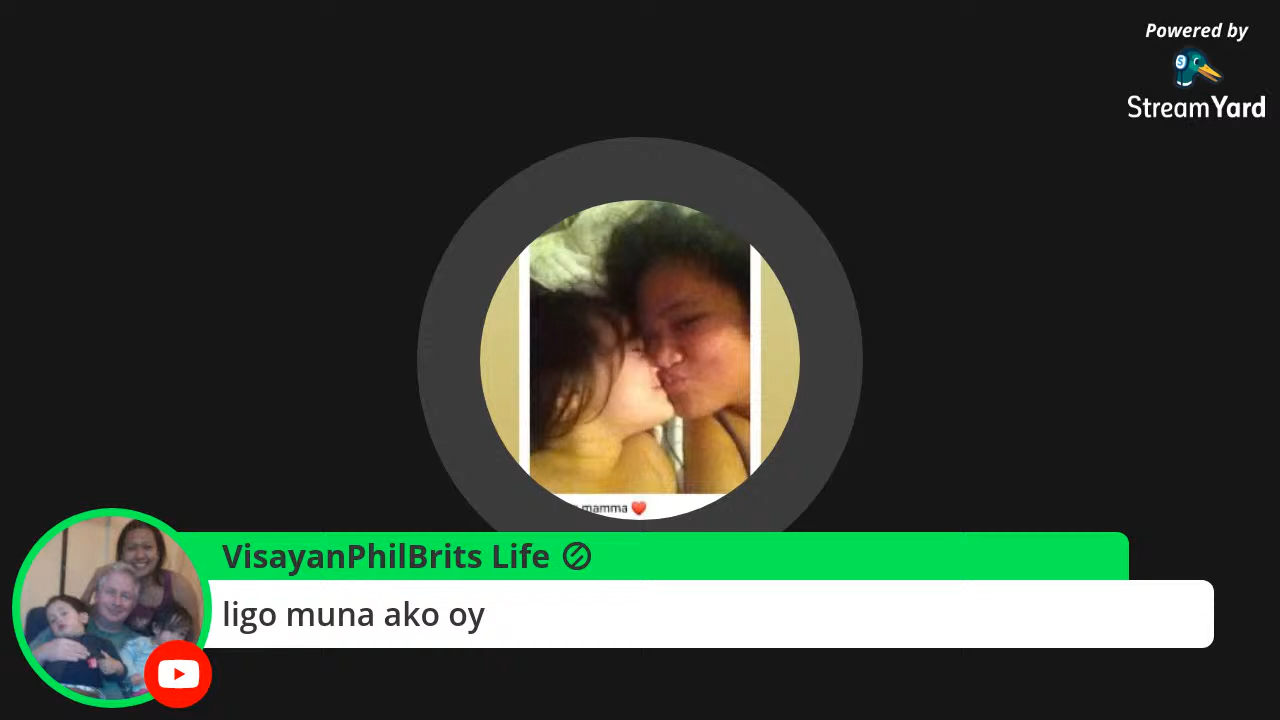 Powered by
StreamYard
mamma ❤️
VisayanPhilBrits Life
ligo muna ako oy